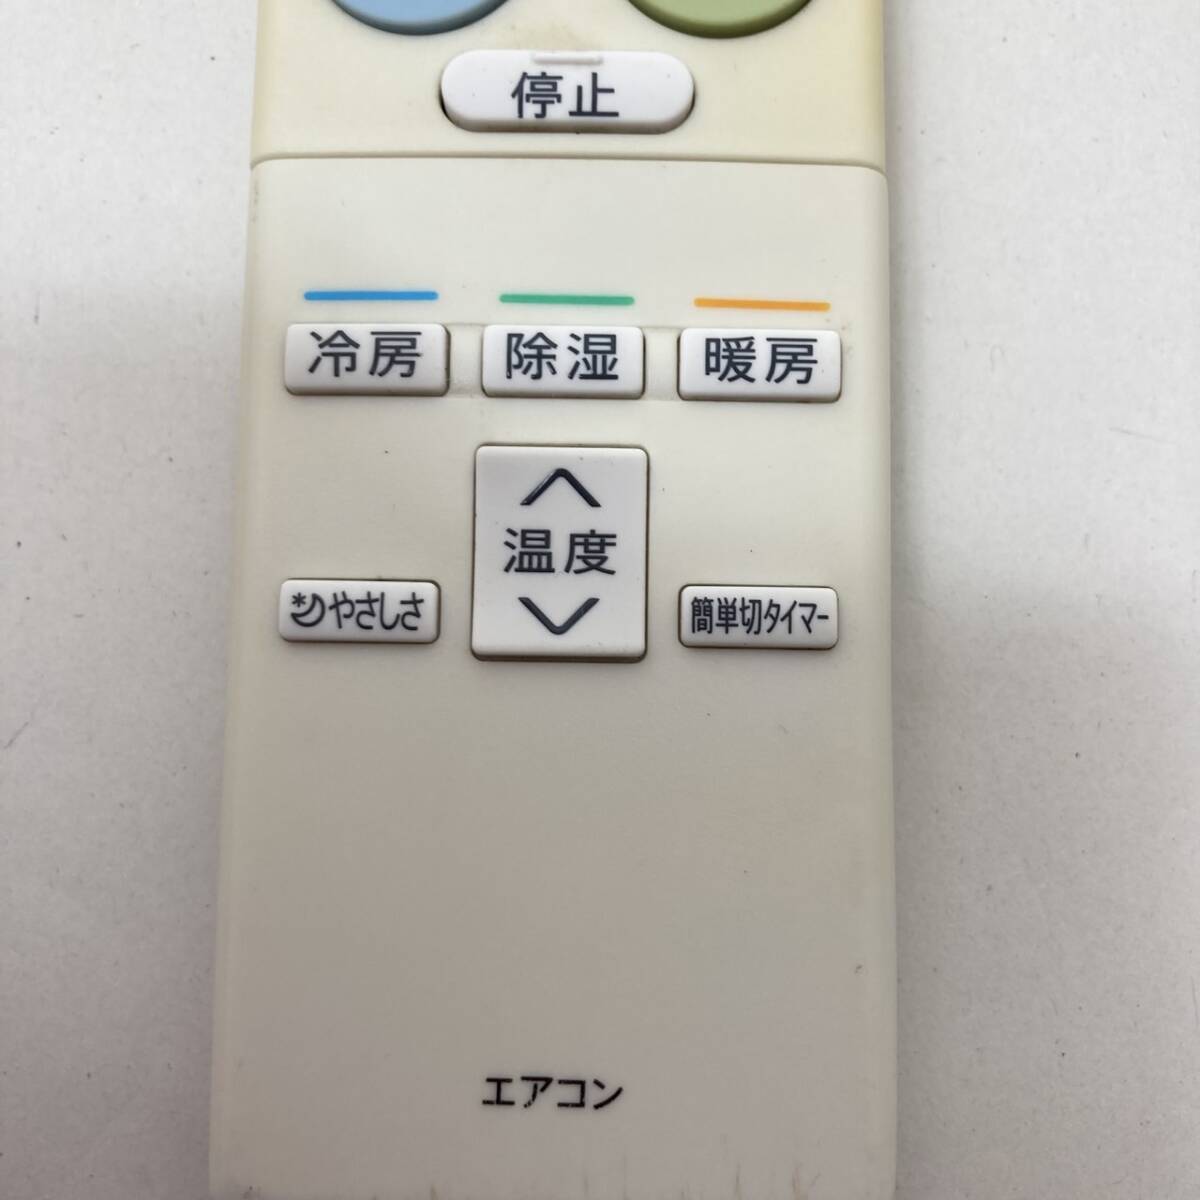 停止
冷房 除湿 暖房
温度
やさしさ 簡単切タイマー
エアコン